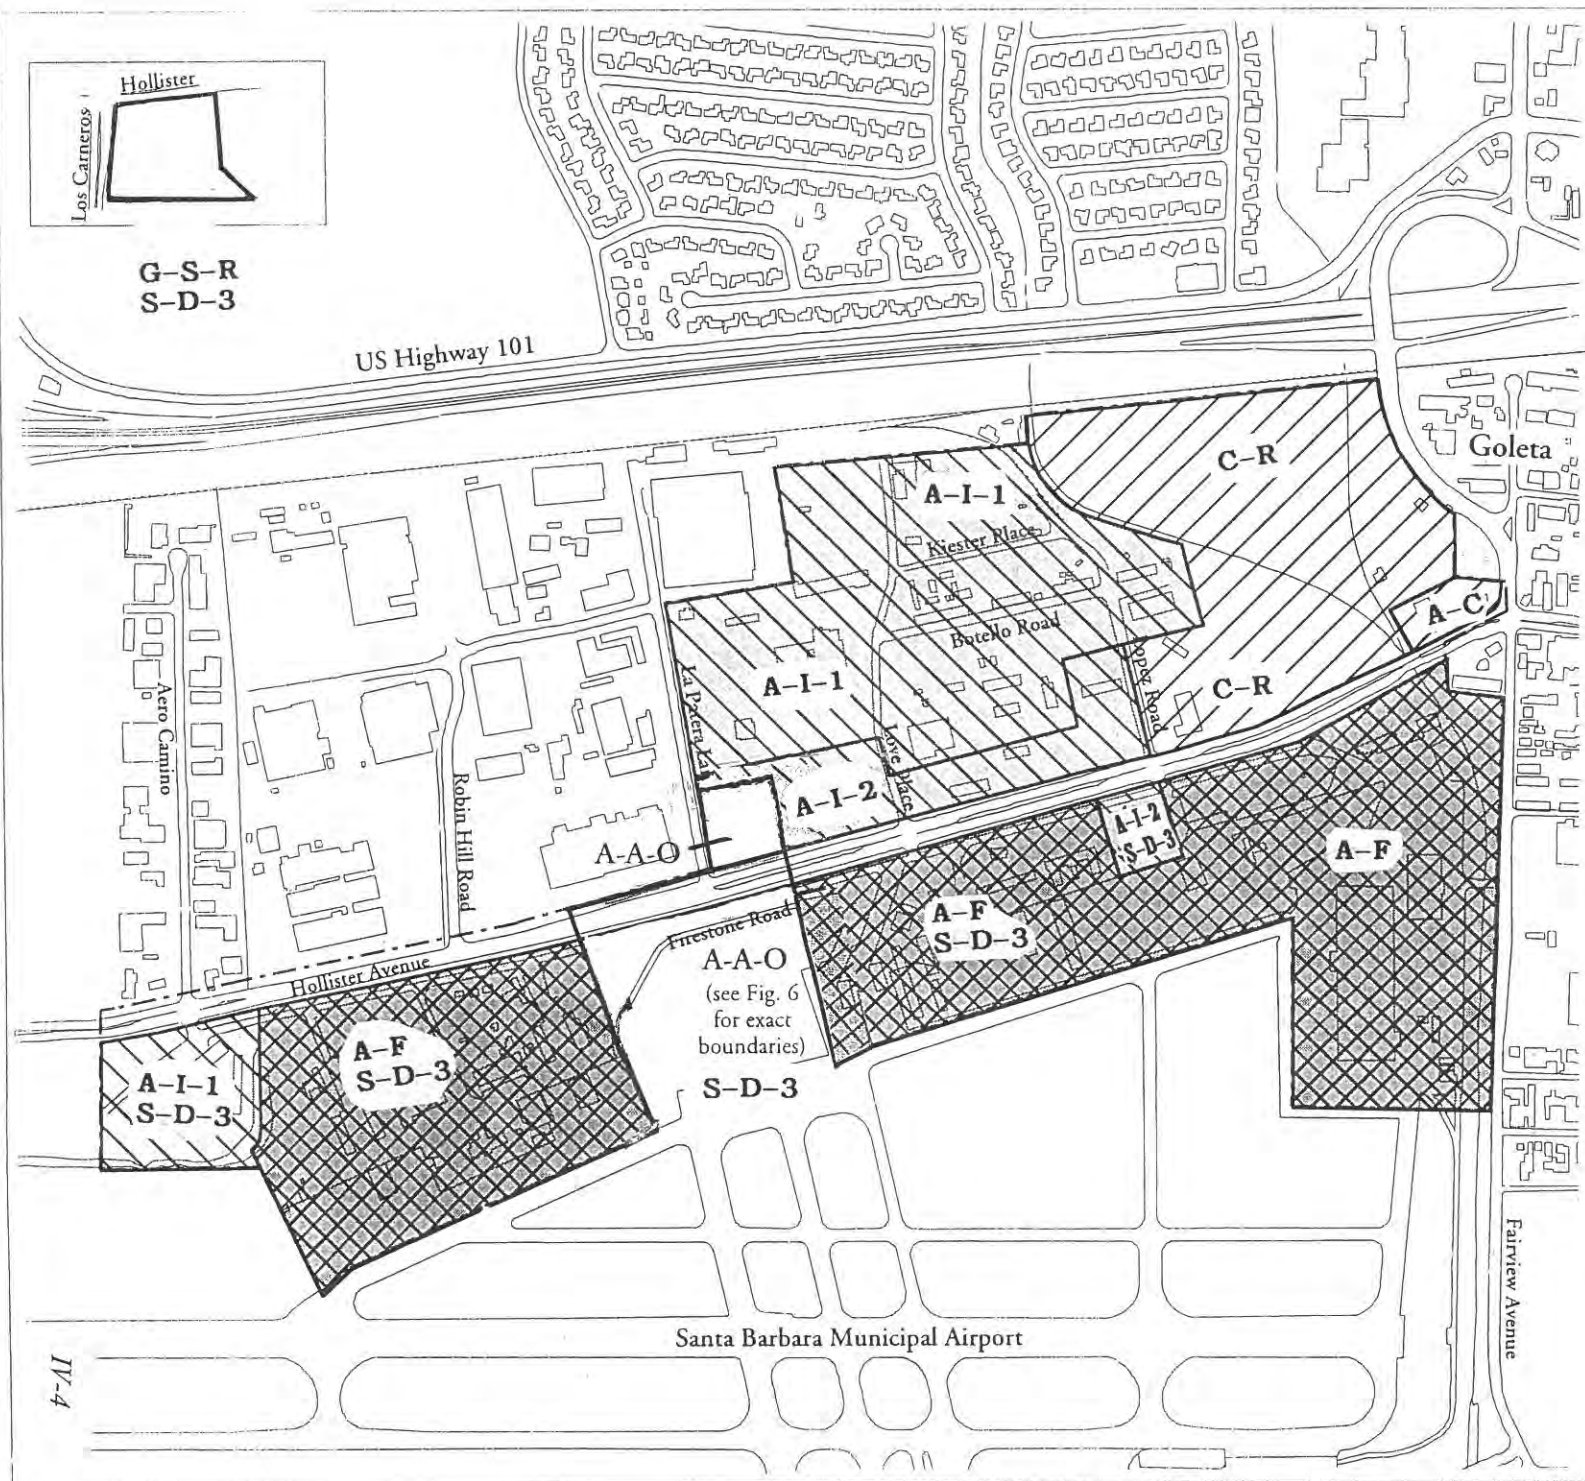 Hollister
Los Carneros
G-S-R
S-D-3
US Highway 101
Goleta
C-R
A-I-1
Kiester Place
A-C
Botello Road
A-I-1
La Patera La
Lopez Road
C-R
Aero Camino
Love Place
Robin Hill Road
A-I-2
A-I-2
S-D-3
A-A-O
A-F
A-F
S-D-3
Firestone Road
A-A-O
(see Fig. 6
for exact
boundaries)
S-D-3
Hollister Avenue
A-F
S-D-3
A-I-1
S-D-3
Fairview Avenue
Santa Barbara Municipal Airport
IV-4